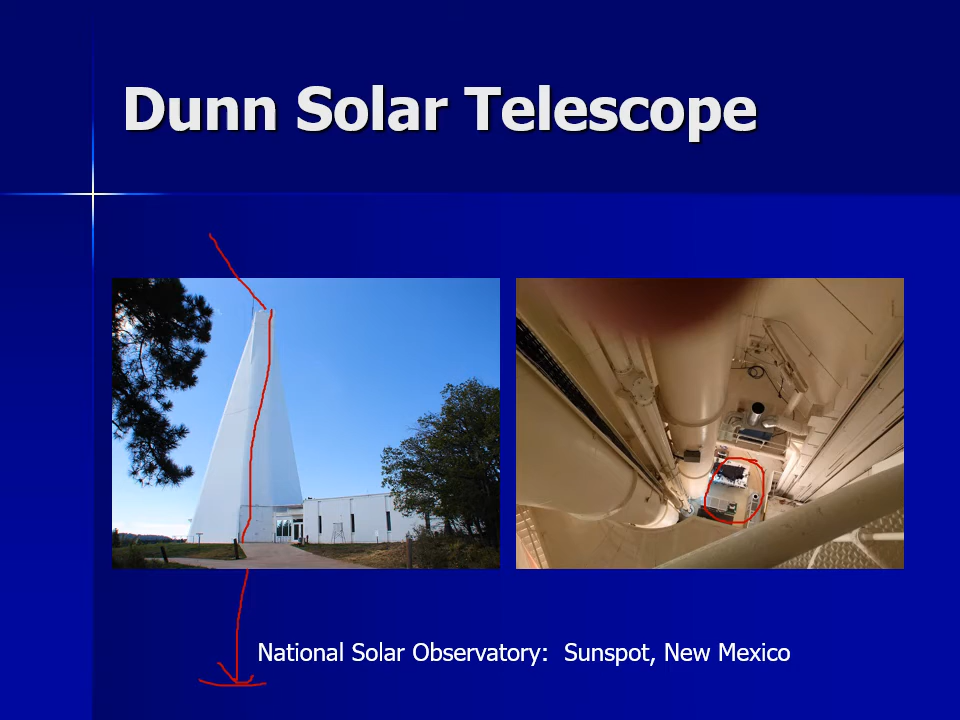 Dunn Solar Telescope
National Solar Observatory:  Sunspot, New Mexico